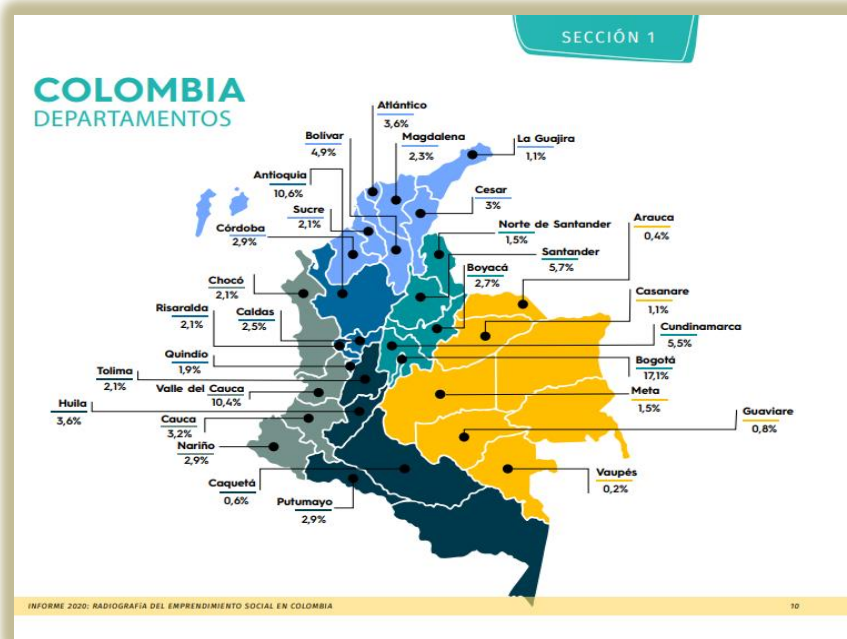 SECCIÓN 1
COLOMBIA
DEPARTAMENTOS
Atlántico
3,6%
Bolívar
4,9%
Magdalena
2,3%
La Guajira
1,1%
Antioquia
10,6%
Cesar
3%
Sucre
2,1%
Córdoba
2,9%
Norte de Santander
1,5%
Arauca
0,4%
Santander
5,7%
Boyacá
2,7%
Chocó
2,1%
Casanare
1,1%
Risaralda
2,1%
Caldas
2,5%
Cundinamarca
5,5%
Quindío
1,9%
Bogotá
17,1%
Tolima
2,1%
Valle del Cauca
10,4%
Meta
1,5%
Huila
3,6%
Cauca
3,2%
Guaviare
0,8%
Nariño
2,9%
Caquetá
0,6%
Vaupés
0,2%
Putumayo
2,9%
INFORME 2020: RADIOGRAFÍA DEL EMPRENDIMIENTO SOCIAL EN COLOMBIA
10